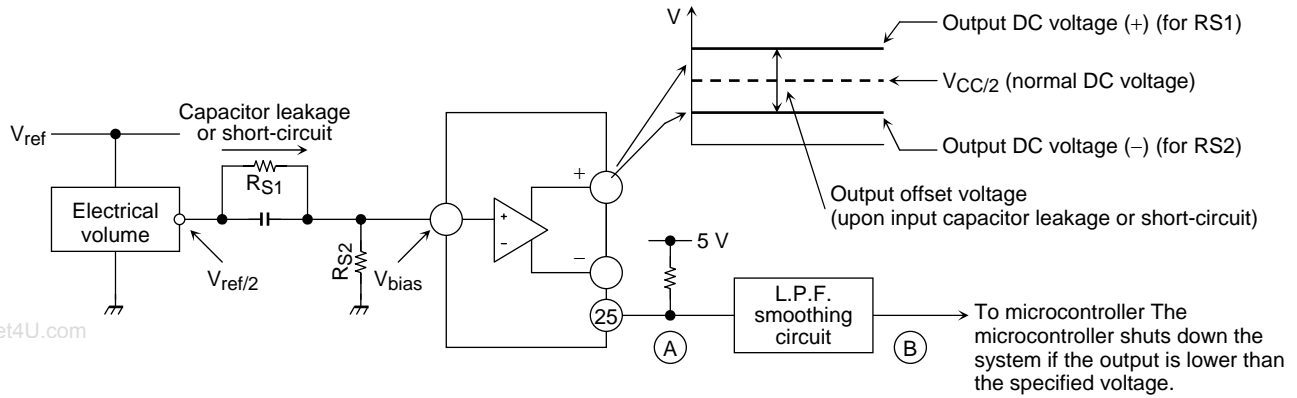 V
Output DC voltage (+) (for RS1)
VCC/2 (normal DC voltage)
Output DC voltage (−) (for RS2)
Output offset voltage
(upon input capacitor leakage or short-circuit)
Capacitor leakage
or short-circuit
Vref
RS1
Electrical
volume
Vref/2
RS2
Vbias
+
−
+
−
25
5 V
A
L.P.F.
smoothing
circuit
B
To microcontroller The
microcontroller shuts down the
system if the output is lower than
the specified voltage.
et4U.com